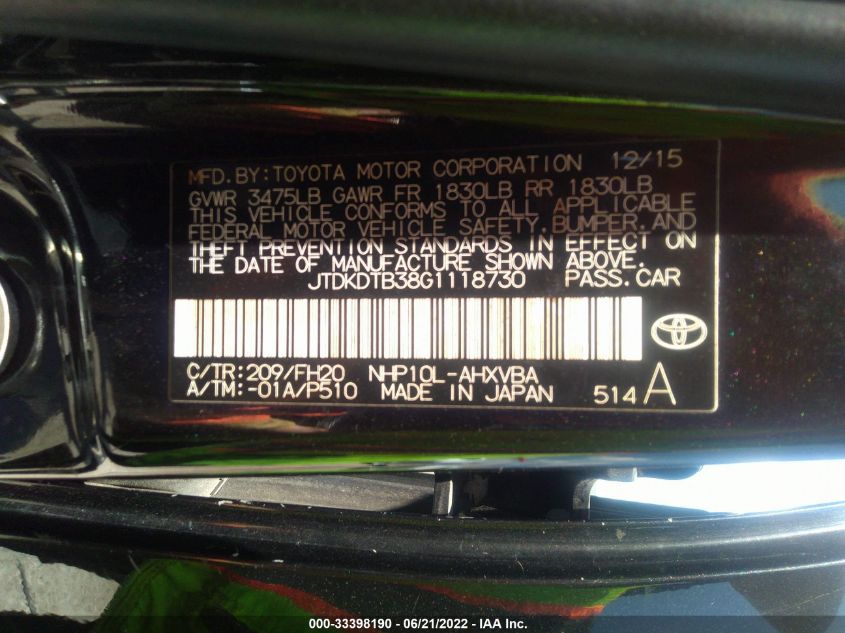 MFD.BY:TOYOTA MOTOR CORPORATION 12/15
GVWR 3475LB GAWR FR 1830LB RR 1830LB
THIS VEHICLE CONFORMS TO ALL APPLICABLE
FEDERAL MOTOR VEHICLE SAFETY,BUMPER,AND
THEFT PREVENTION STANDARDS IN EFFECT ON
THE DATE OF MANUFACTURE SHOWN ABOVE.
JTDKDTB38G1118730 PASS.CAR
C/TR:209/FH20 NHP10L-AHXVBA
A/TM:-01A/P510 MADE IN JAPAN 514 A
000-33398190 - 06/21/2022 - IAA Inc.